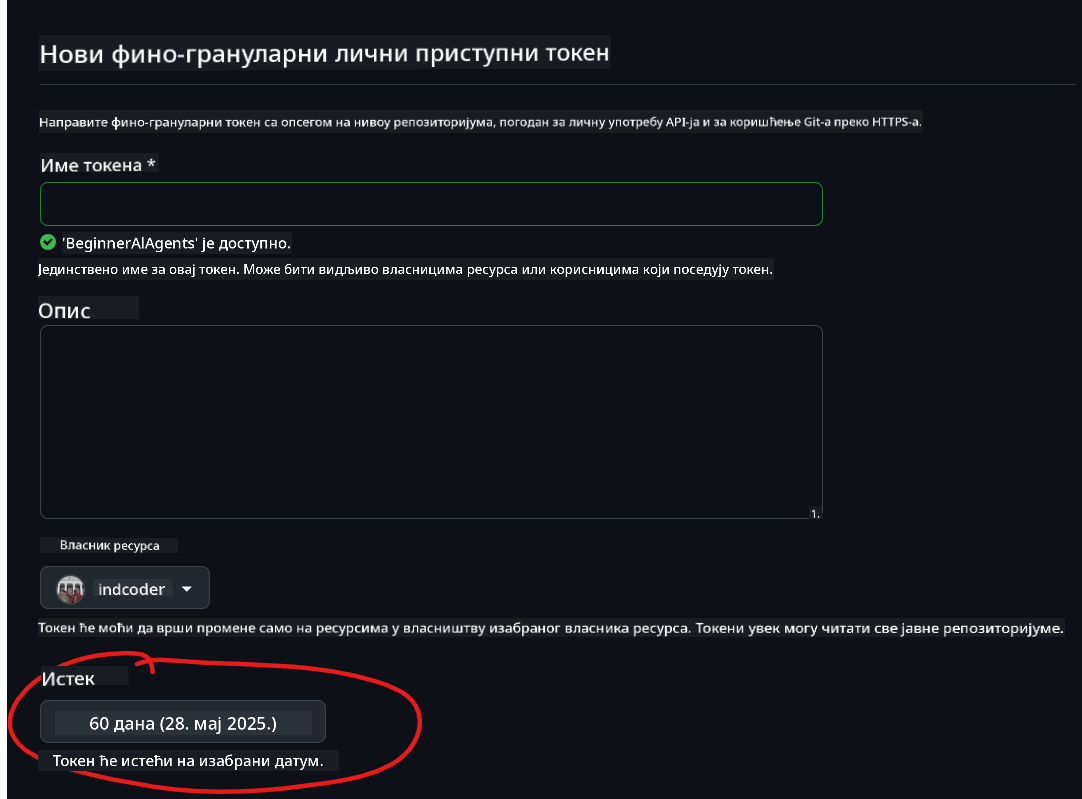 Нови фино-грануларни лични приступни токен
Направите фино-грануларни токен са опсегом на нивоу репозиторијума, погодан за личну употребу API-ја и за коришћење Git-а преко HTTPS-а.
Име токена *
'BeginnerAIAgents' је доступно.
Јединствено име за овај токен. Може бити видљиво власницима ресурса или корисницима који поседују токен.
Опис
1.
Власник ресурса
indcoder
Токен ће моћи да врши промене само на ресурсима у власништву изабраног власника ресурса. Токени увек могу читати све јавне репозиторијуме.
Истек
60 дана (28. мај 2025.)
Токен ће истећи на изабрани датум.